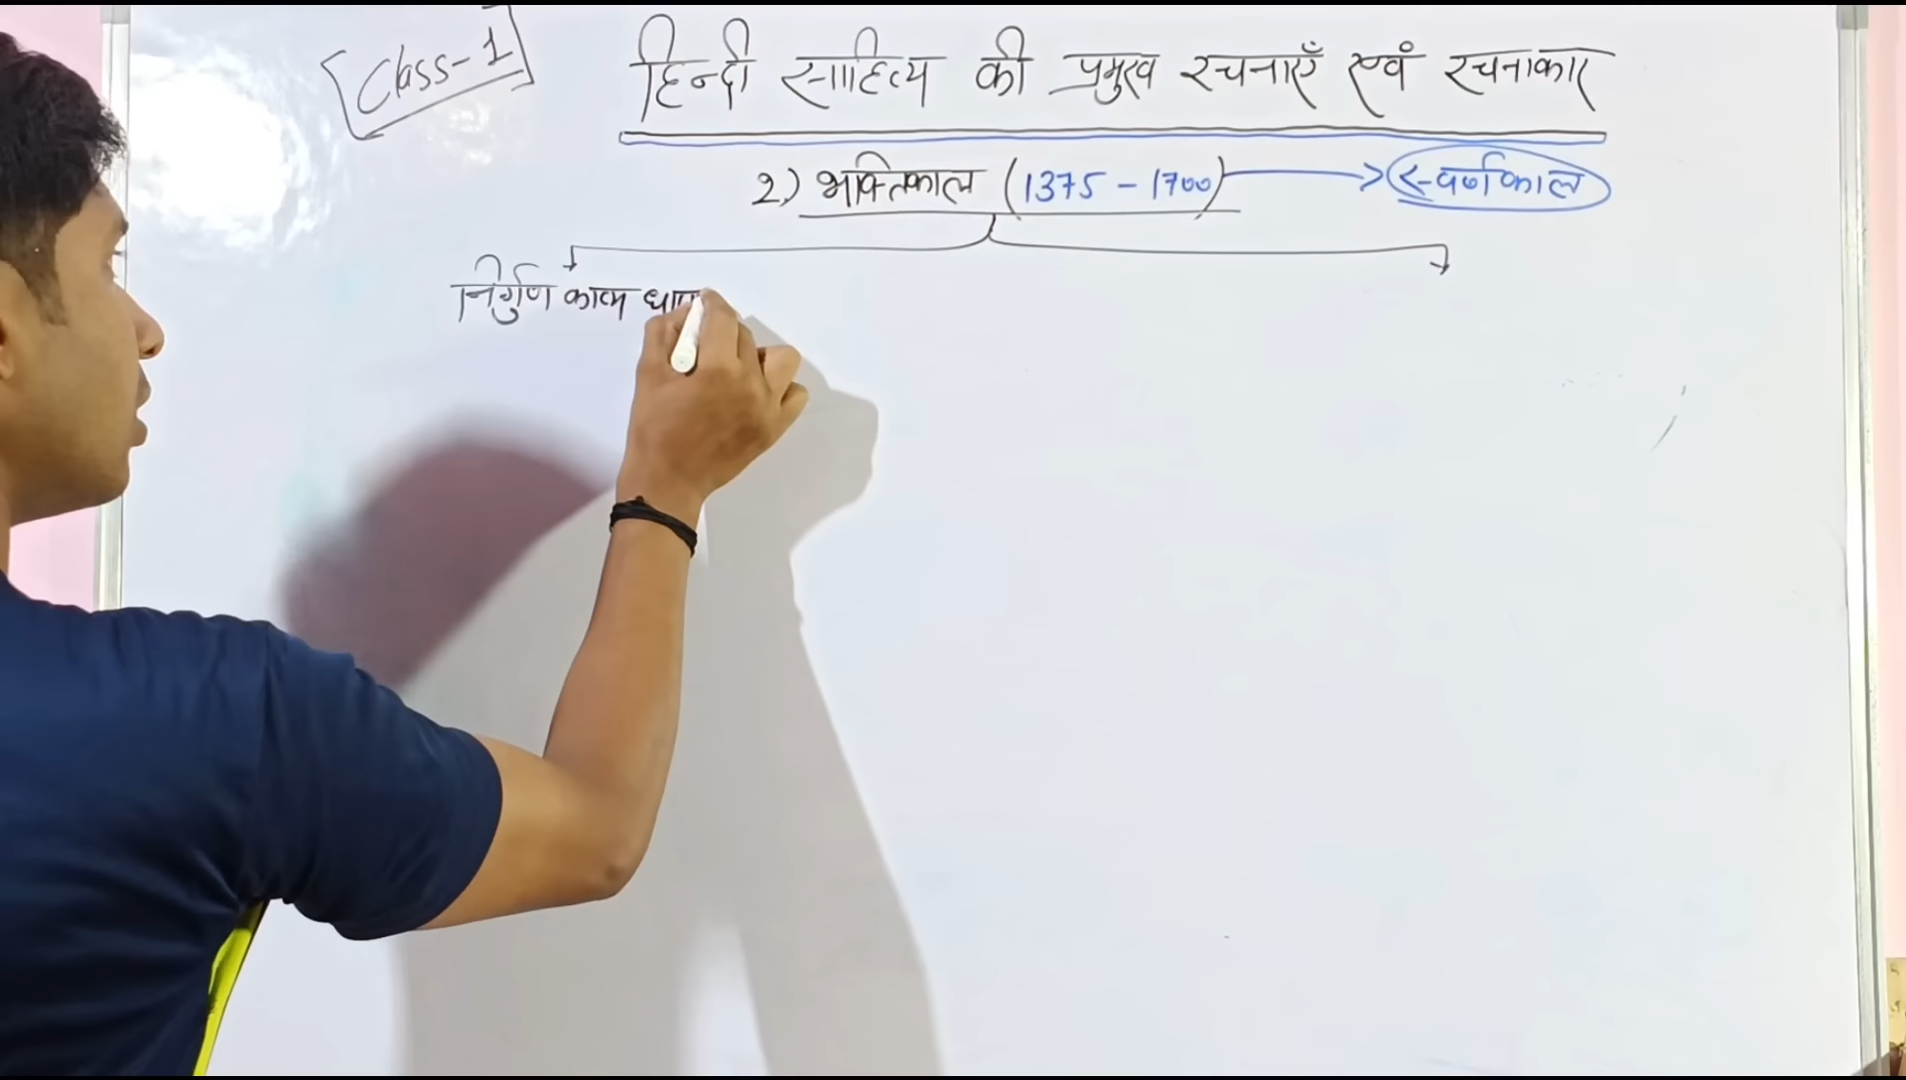 [Class-1]
हिन्दी साहित्य की प्रमुख रचनाएँ एवं रचनाकार
2.) भक्तिकाल (1375 - 1700) → स्वर्णकाल
निर्गुण काव्य